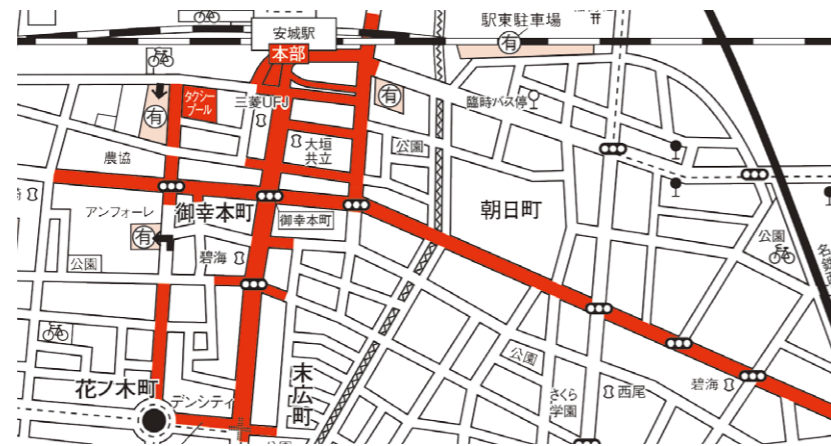 安城駅
本部
駅東駐車場
有
有
タクシー
プール
三菱UFJ
有
臨時バス停
大垣
共立
公園
農協
アンフォーレ
御幸本町
御幸本町
朝日町
有
碧海
公園
公園
末広町
公園
花ノ木町
デンシティ
さくら
学園
西尾
碧海